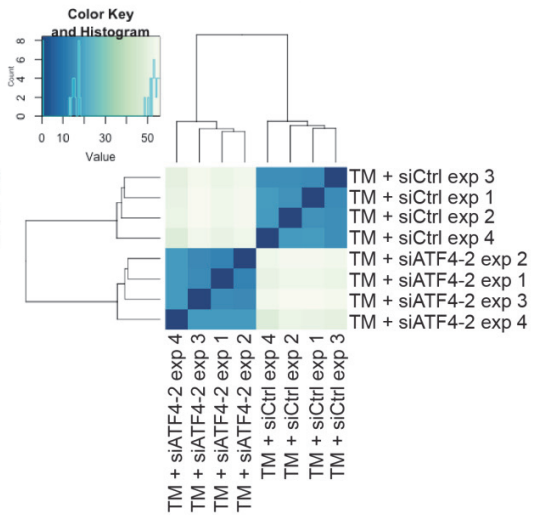 Color Key
and Histogram
Count
0 2 4 6 8
0 10 30 50
Value
TM + siCtrl exp 3
TM + siCtrl exp 1
TM + siCtrl exp 2
TM + siCtrl exp 4
TM + siATF4-2 exp 2
TM + siATF4-2 exp 1
TM + siATF4-2 exp 3
TM + siATF4-2 exp 4
TM + siATF4-2 exp 4
TM + siATF4-2 exp 3
TM + siATF4-2 exp 1
TM + siATF4-2 exp 2
TM + siCtrl exp 4
TM + siCtrl exp 2
TM + siCtrl exp 1
TM + siCtrl exp 3